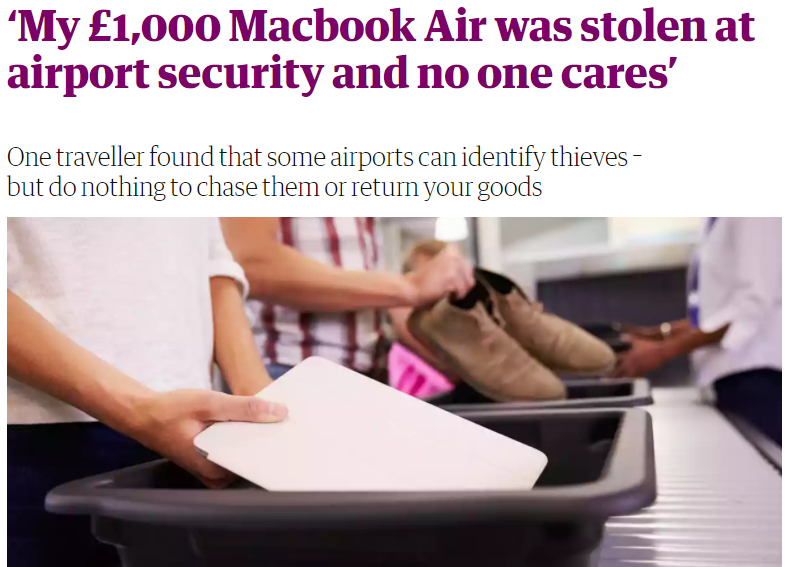 ‘My £1,000 Macbook Air was stolen at
airport security and no one cares’
One traveller found that some airports can identify thieves –
but do nothing to chase them or return your goods